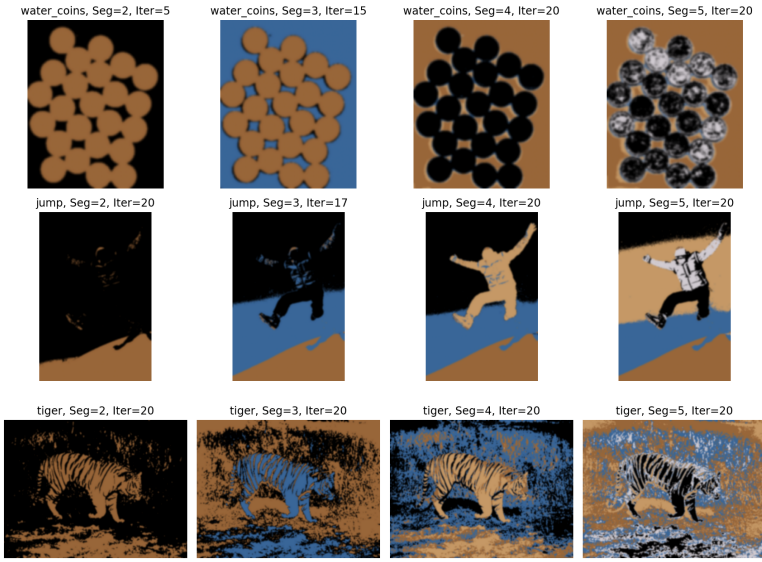 water_coins, Seg=2, Iter=5
water_coins, Seg=3, Iter=15
water_coins, Seg=4, Iter=20
water_coins, Seg=5, Iter=20
jump, Seg=2, Iter=20
jump, Seg=3, Iter=17
jump, Seg=4, Iter=20
jump, Seg=5, Iter=20
tiger, Seg=2, Iter=20
tiger, Seg=3, Iter=20
tiger, Seg=4, Iter=20
tiger, Seg=5, Iter=20